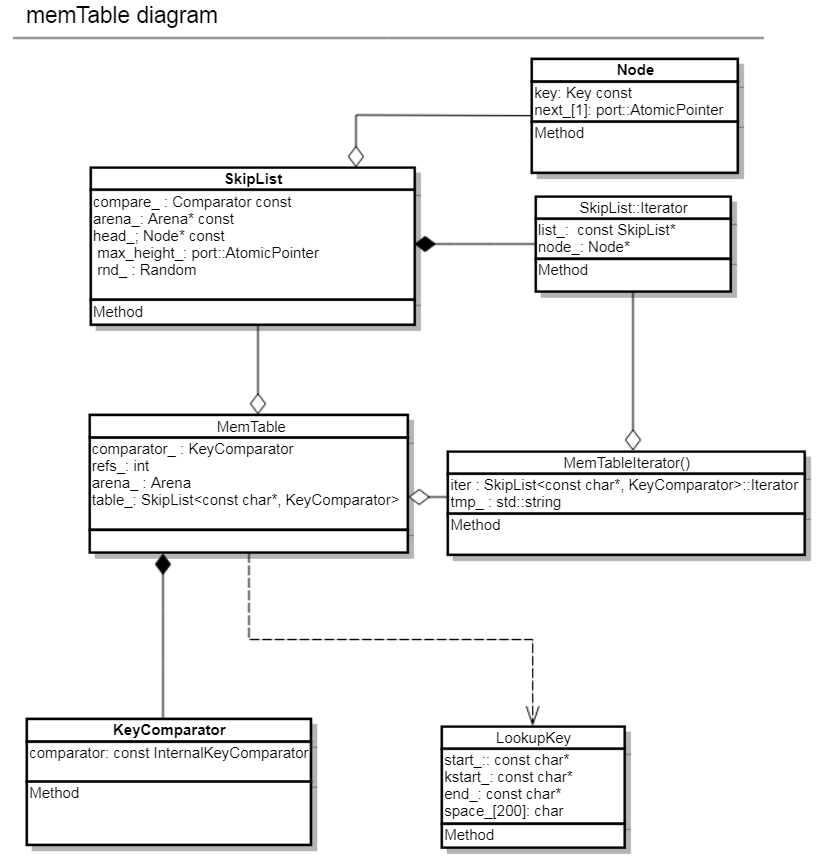 memTable diagram
Node
key: Key const
next_[1]: port::AtomicPointer
Method
SkipList
compare_ : Comparator const
arena_: Arena* const
head_; Node* const
max_height_: port::AtomicPointer
rnd_ : Random
Method
SkipList::Iterator
list_: const SkipList*
node_: Node*
Method
MemTable
comparator_ : KeyComparator
refs_: int
arena_ : Arena
table_: SkipList<const char*, KeyComparator>
MemTableIterator()
iter : SkipList<const char*, KeyComparator>::Iterator
tmp_ : std::string
Method
KeyComparator
comparator: const InternalKeyComparator
Method
LookupKey
start_:: const char*
kstart_: const char*
end_: const char*
space_[200]: char
Method